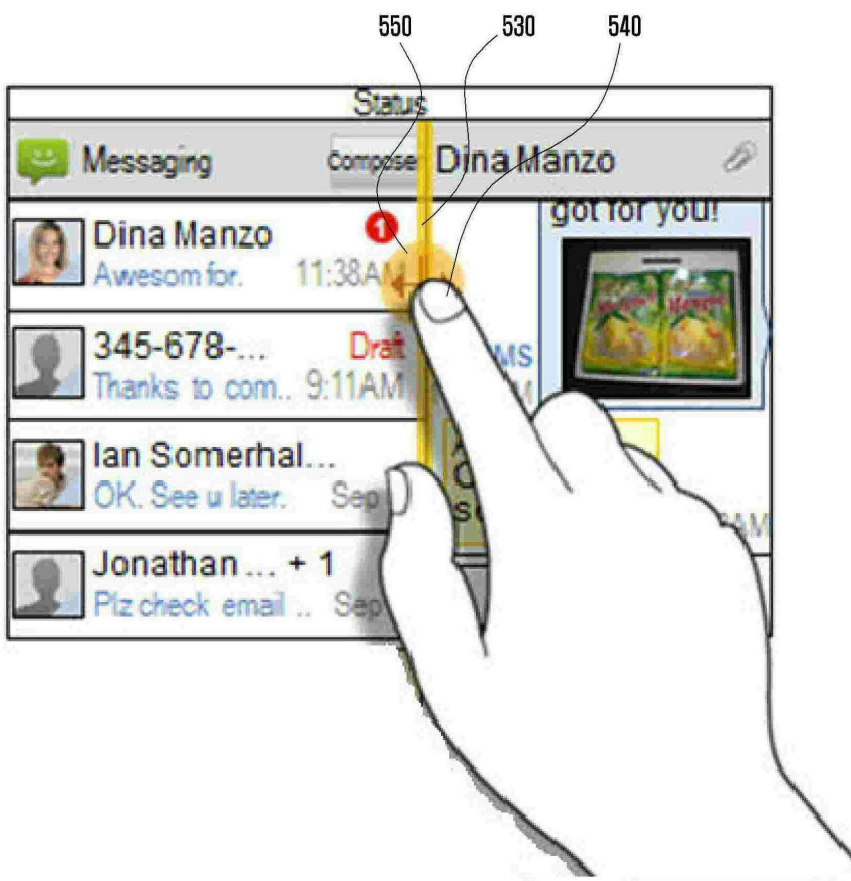 550 530 540
Status
Messaging Compose Dina Manzo
Dina Manzo 1
Awesom for. 11:38AM
got for you!
345-678-... Draft
Thanks to com.. 9:11AM
MS
M
Ian Somerhal...
OK. See u later. Sep
AM
Jonathan ... + 1
Plz check email .. Sep